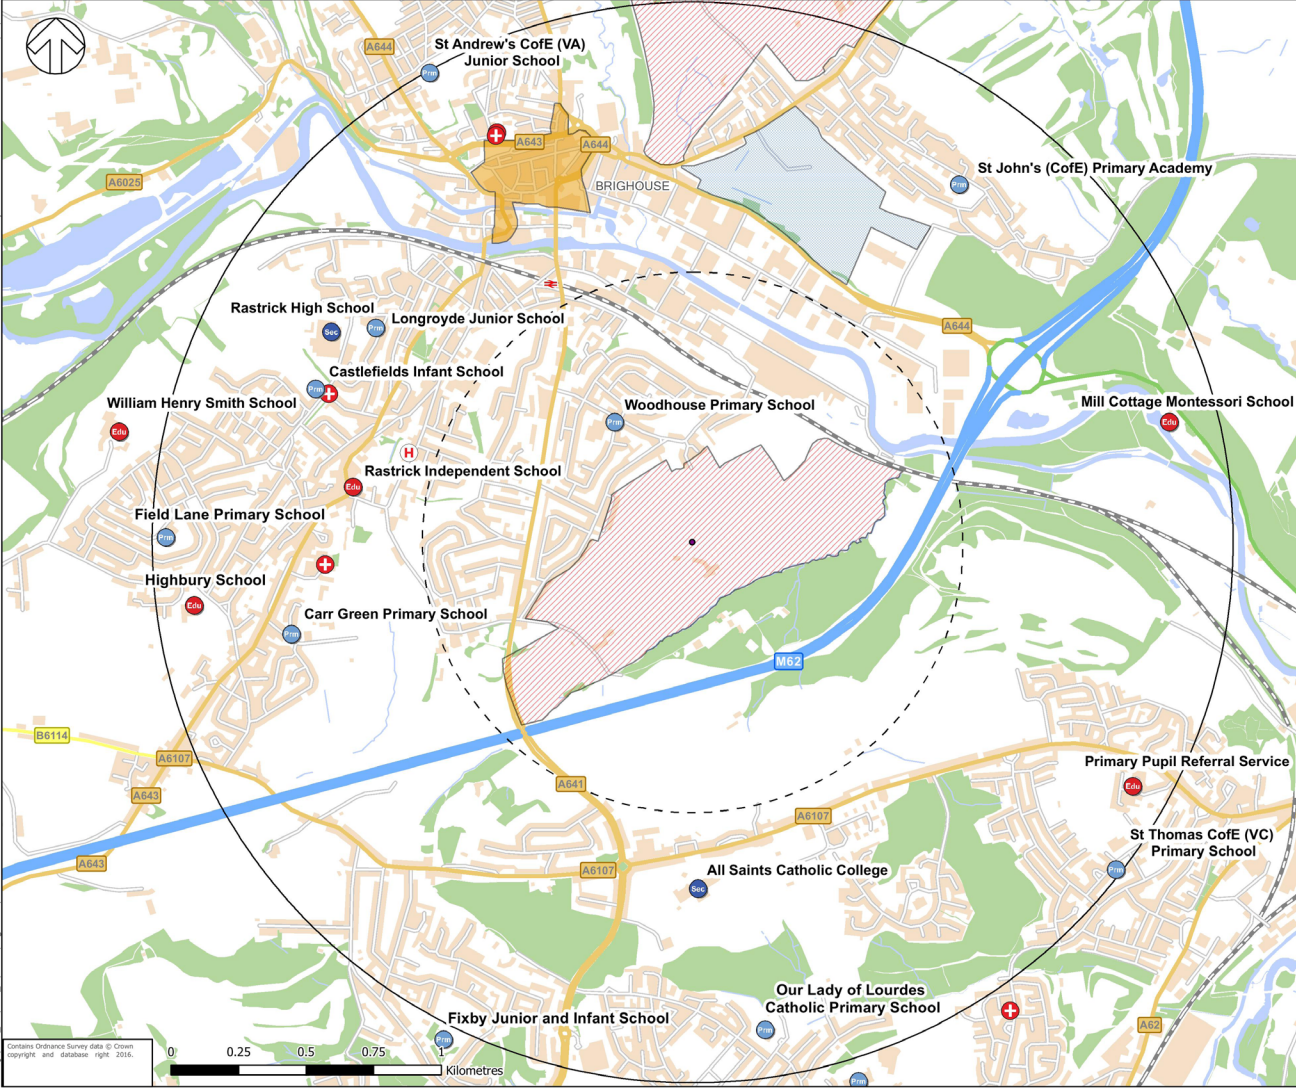 A644
St Andrew's CofE (VA)
Junior School
Prm
A643
A644
BRIGHOUSE
A6025
St John's (CofE) Primary Academy
Prm
Rastrick High School
Sec
Prm
Longroyde Junior School
A644
Castlefields Infant School
Prm
William Henry Smith School
Edu
Woodhouse Primary School
Prm
Mill Cottage Montessori School
Edu
H
Rastrick Independent School
Edu
Field Lane Primary School
Prm
Highbury School
Edu
Carr Green Primary School
Prm
M62
B6114
A6107
A643
A643
A641
A6107
Primary Pupil Referral Service
Edu
St Thomas CofE (VC)
Primary School
Prm
A6107
All Saints Catholic College
Sec
Our Lady of Lourdes
Catholic Primary School
Prm
Fixby Junior and Infant School
Prm
Prm
A62
Contains Ordnance Survey data © Crown
copyright and database right 2016.
0 0.25 0.5 0.75 1
Kilometres